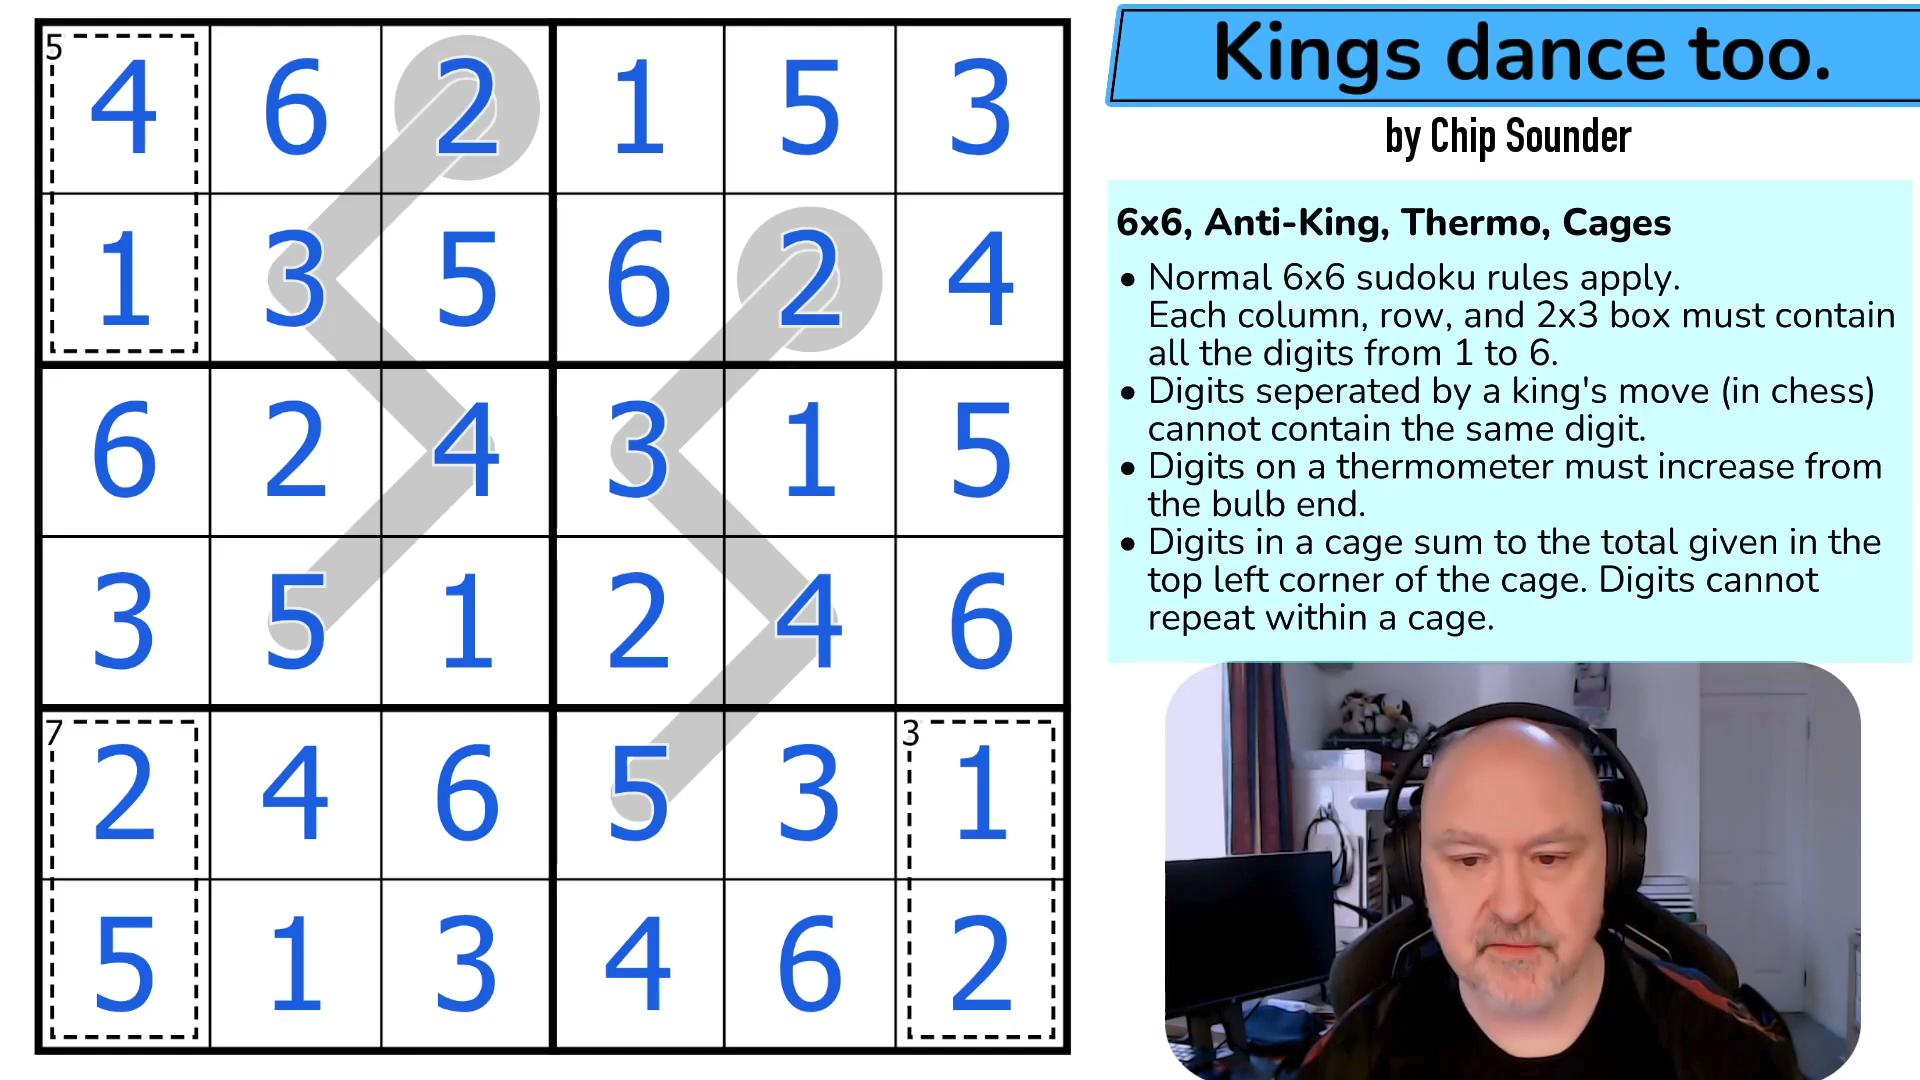 Kings dance too.
by Chip Sounder
6x6, Anti-King, Thermo, Cages
• Normal 6x6 sudoku rules apply.
Each column, row, and 2x3 box must contain
all the digits from 1 to 6.
• Digits seperated by a king's move (in chess)
cannot contain the same digit.
• Digits on a thermometer must increase from
the bulb end.
• Digits in a cage sum to the total given in the
top left corner of the cage. Digits cannot
repeat within a cage.
5
4 6 2 1 5 3
1 3 5 6 2 4
6 2 4 3 1 5
3 5 1 2 4 6
7 3
2 4 6 5 3 1
5 1 3 4 6 2